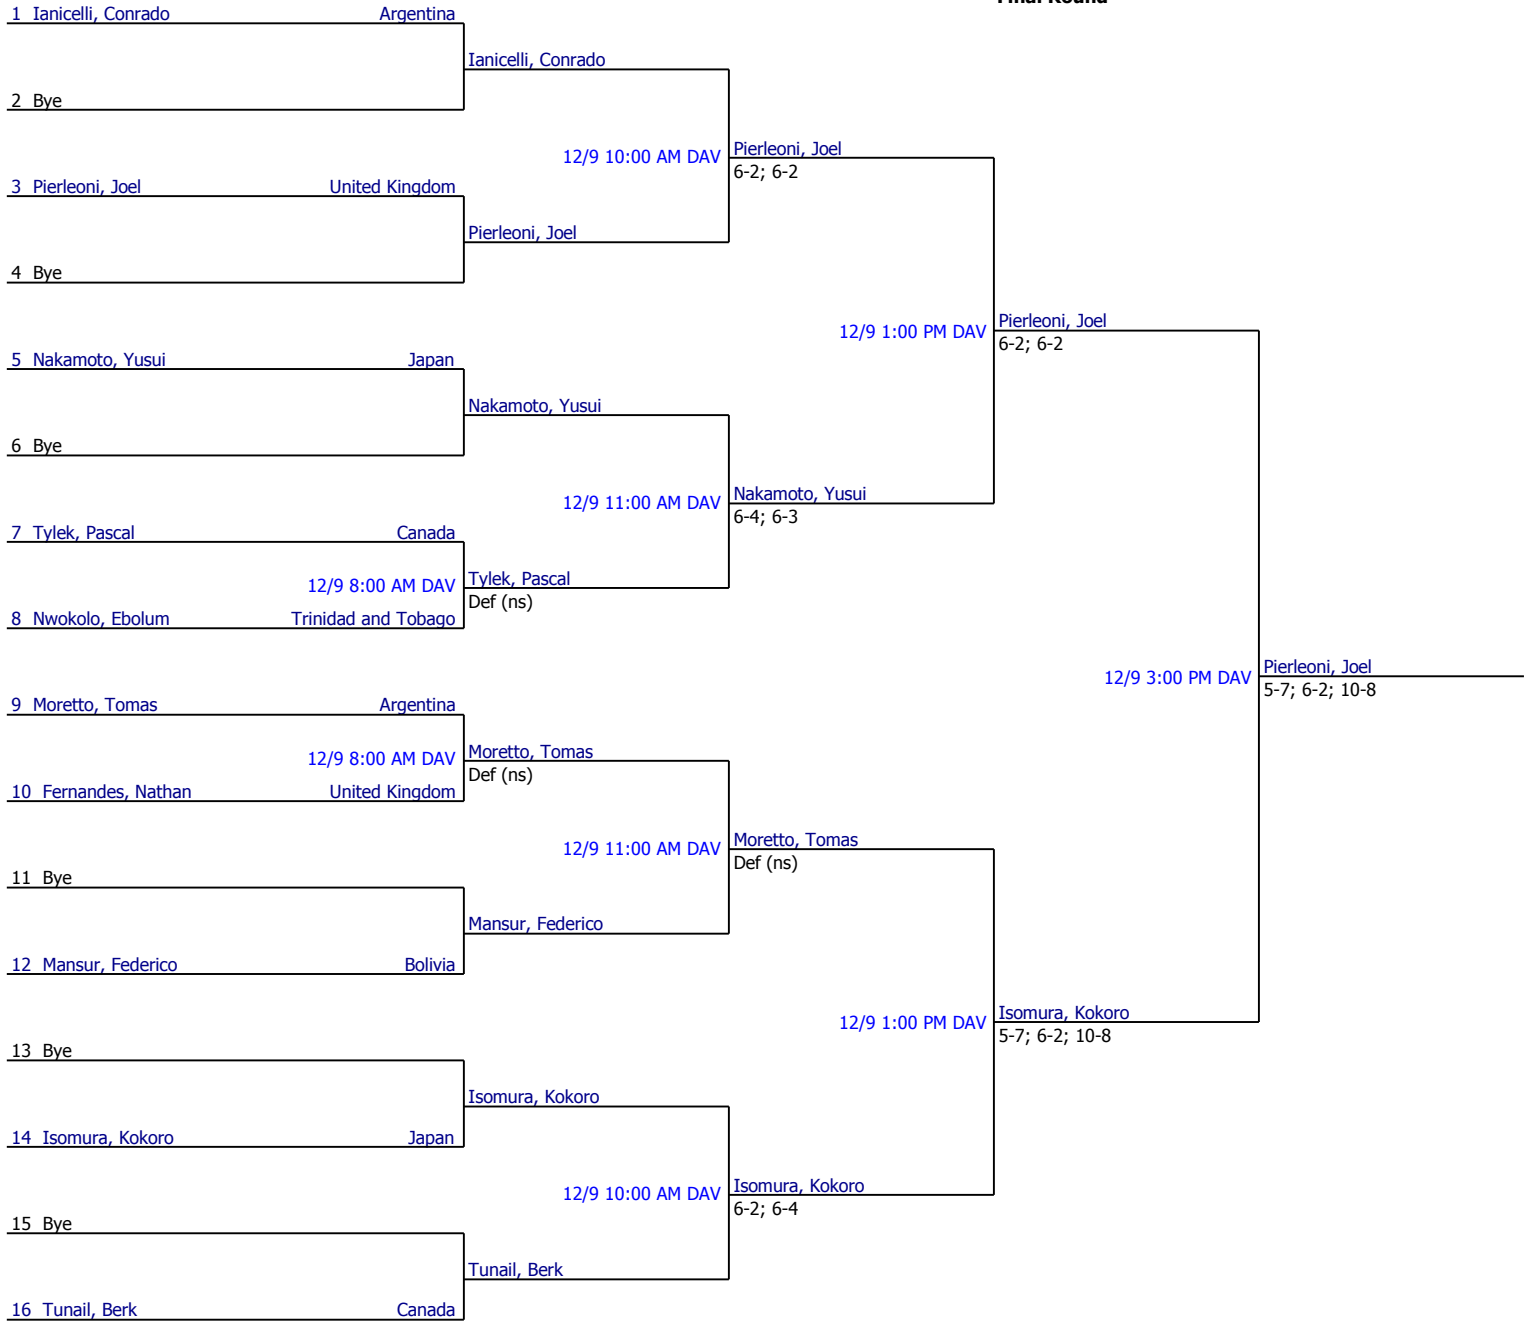 Final Round
1 Ianicelli, Conrado Argentina
Ianicelli, Conrado
2 Bye
12/9 10:00 AM DAV Pierleoni, Joel
6-2; 6-2
3 Pierleoni, Joel United Kingdom
Pierleoni, Joel
4 Bye
12/9 1:00 PM DAV Pierleoni, Joel
6-2; 6-2
5 Nakamoto, Yusui Japan
Nakamoto, Yusui
6 Bye
12/9 11:00 AM DAV Nakamoto, Yusui
6-4; 6-3
7 Tylek, Pascal Canada
12/9 8:00 AM DAV Tylek, Pascal
Def (ns)
8 Nwokolo, Ebolum Trinidad and Tobago
12/9 3:00 PM DAV Pierleoni, Joel
5-7; 6-2; 10-8
9 Moretto, Tomas Argentina
12/9 8:00 AM DAV Moretto, Tomas
Def (ns)
10 Fernandes, Nathan United Kingdom
12/9 11:00 AM DAV Moretto, Tomas
Def (ns)
11 Bye
Mansur, Federico
12 Mansur, Federico Bolivia
12/9 1:00 PM DAV Isomura, Kokoro
5-7; 6-2; 10-8
13 Bye
Isomura, Kokoro
14 Isomura, Kokoro Japan
12/9 10:00 AM DAV Isomura, Kokoro
6-2; 6-4
15 Bye
Tunail, Berk
16 Tunail, Berk Canada